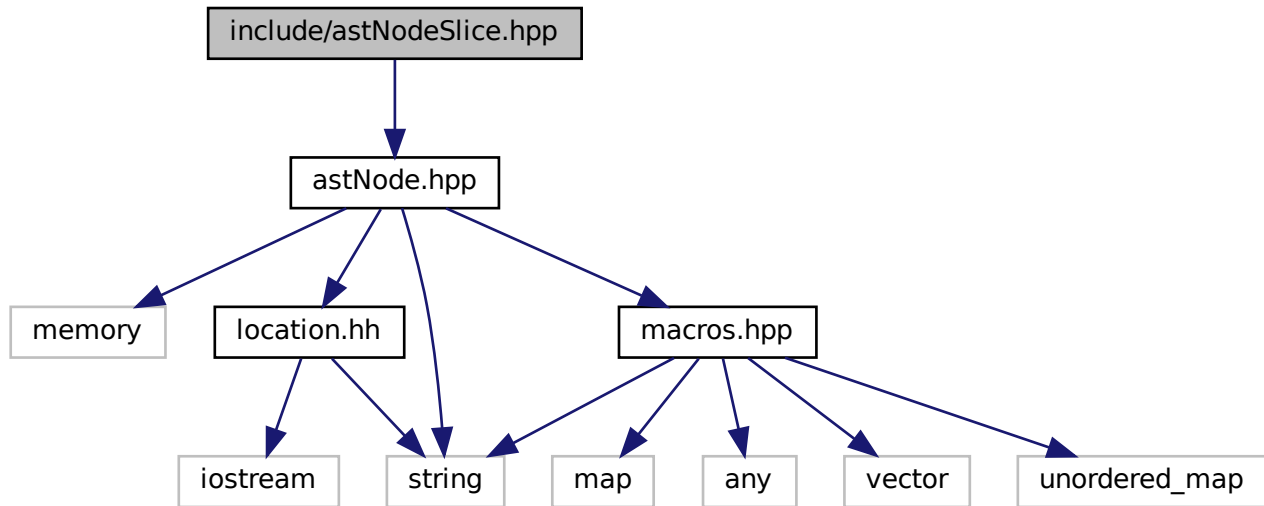 include/astNodeSlice.hpp
astNode.hpp
memory
location.hh
macros.hpp
iostream
string
map
any
vector
unordered_map